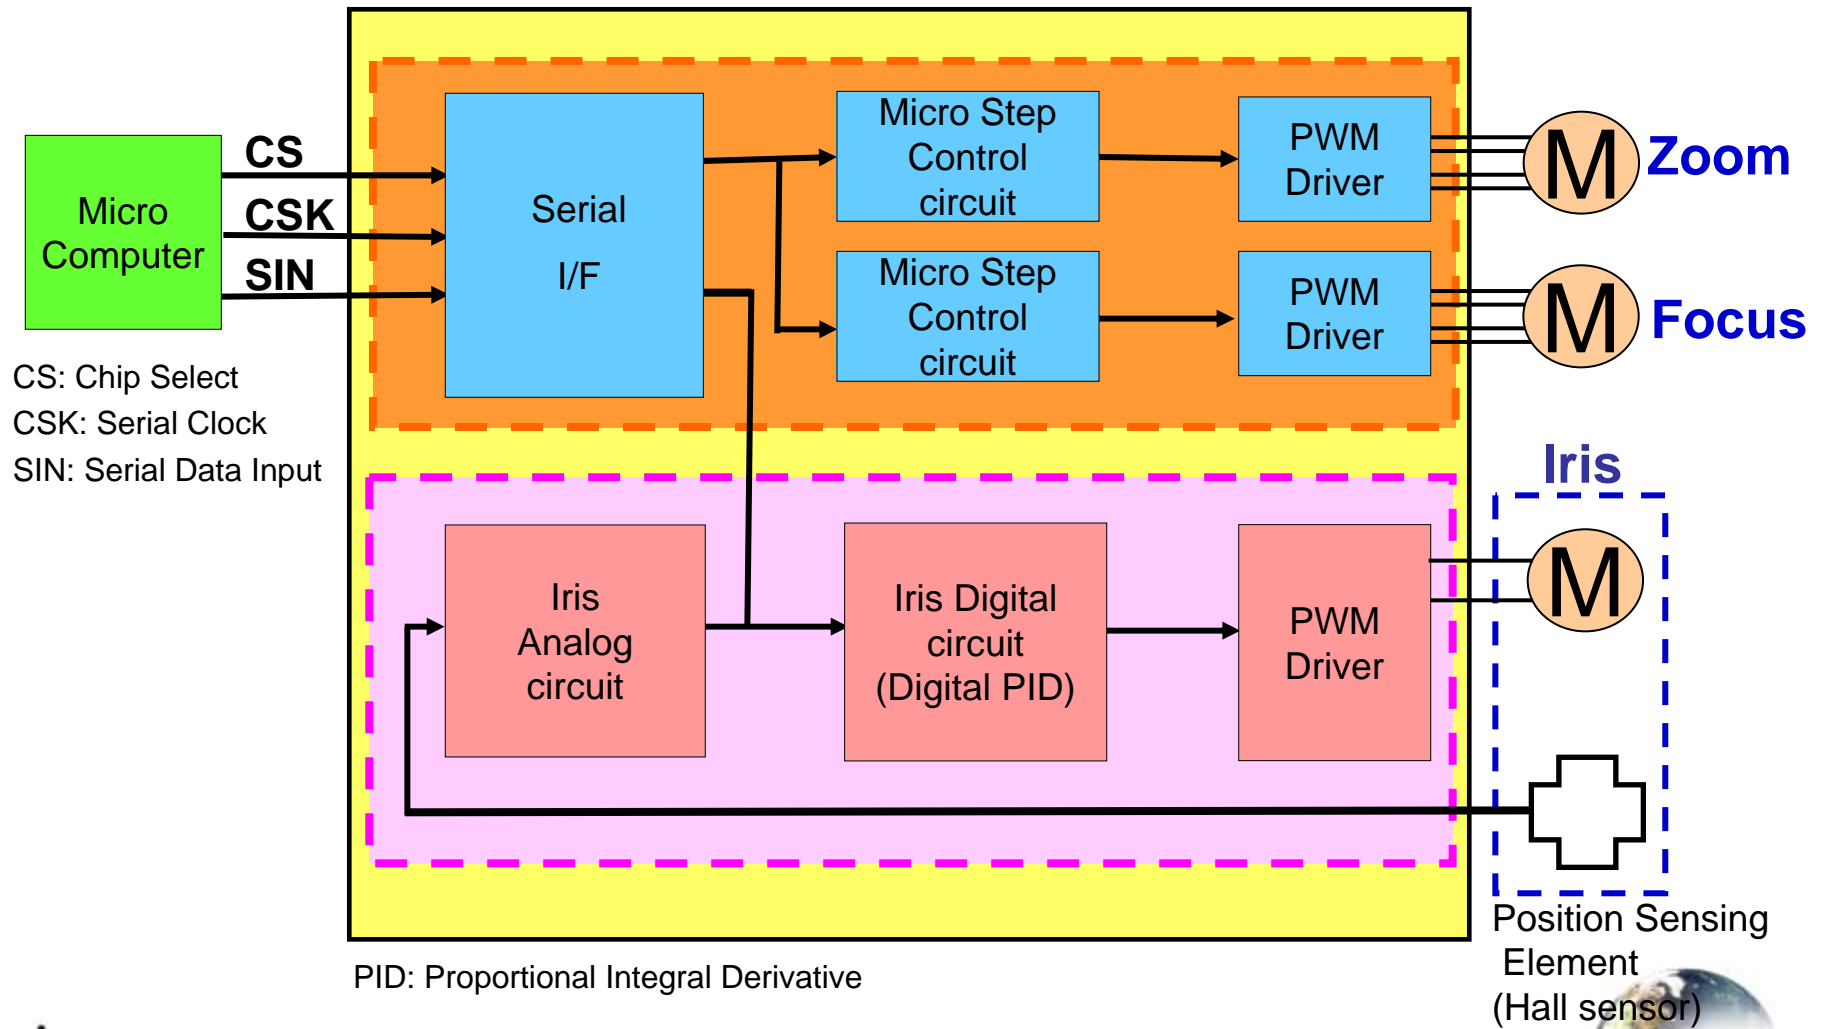 Micro
Computer
CS
CSK
SIN
CS: Chip Select
CSK: Serial Clock
SIN: Serial Data Input
Serial
I/F
Micro Step
Control
circuit
PWM
Driver
M
Zoom
Micro Step
Control
circuit
PWM
Driver
M
Focus
Iris
Iris
Analog
circuit
Iris Digital
circuit
(Digital PID)
PWM
Driver
M
Position Sensing
Element
(Hall sensor)
PID: Proportional Integral Derivative